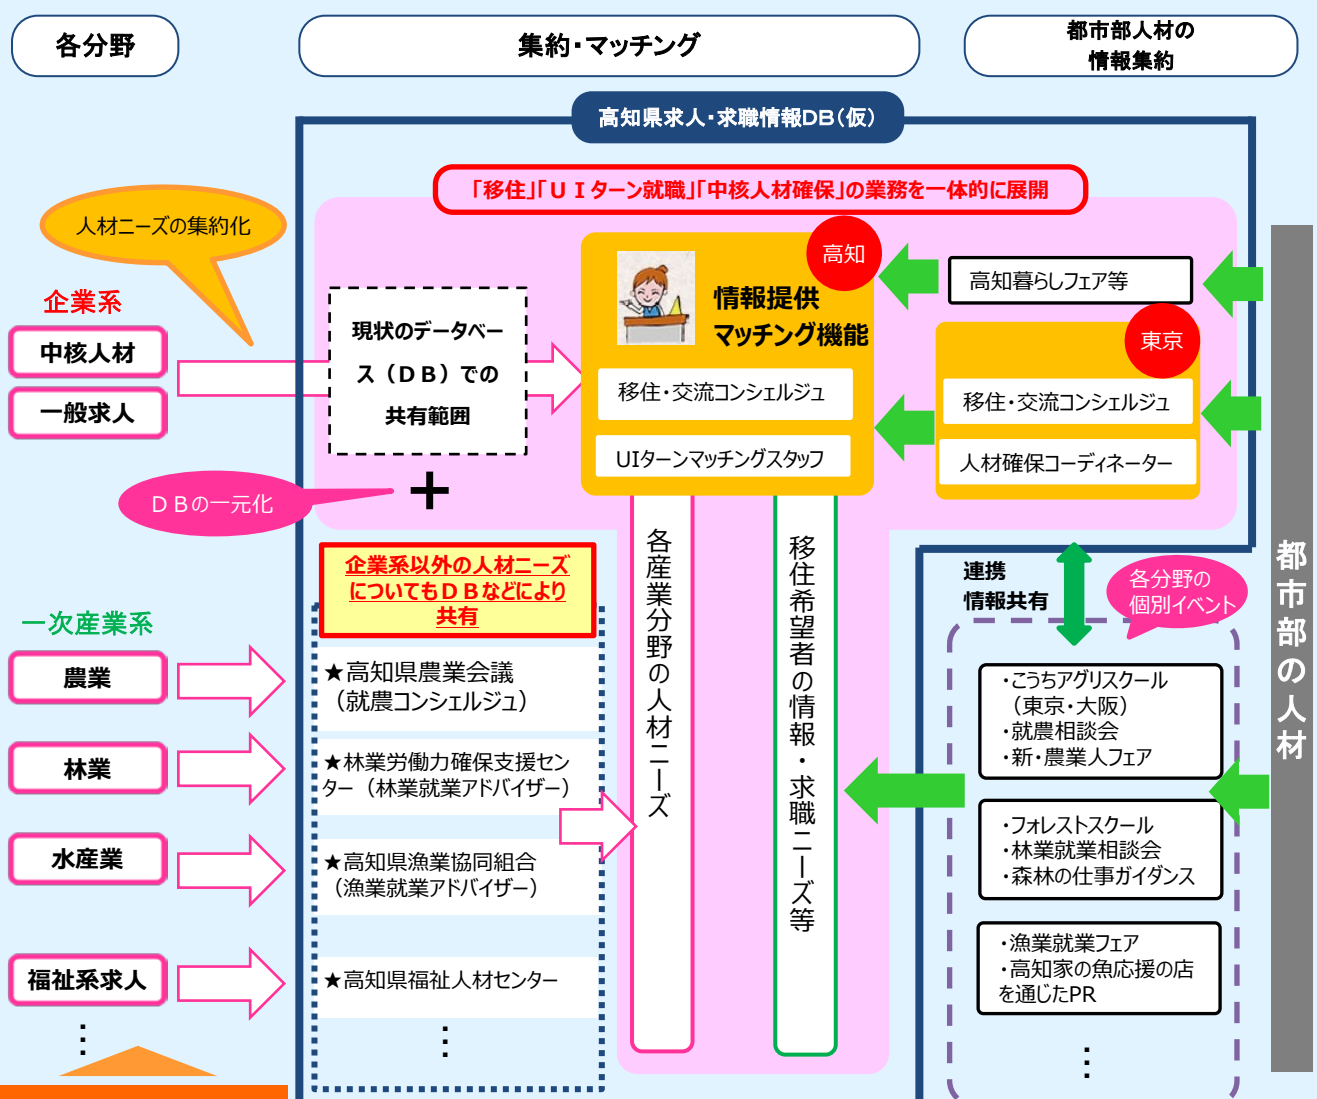 各分野
集約・マッチング
都市部人材の
情報集約
高知県求人・求職情報DB（仮）
「移住」「ＵＩターン就職」「中核人材確保」の業務を一体的に展開
人材ニーズの集約化
企業系
中核人材
一般求人
現状のデータベー
ス（ＤＢ）での
共有範囲
高知
情報提供
マッチング機能
移住・交流コンシェルジュ
UIターンマッチングスタッフ
高知暮らしフェア等
東京
移住・交流コンシェルジュ
人材確保コーディネーター
ＤＢの一元化
＋
企業系以外の人材ニーズ
についてもＤＢなどにより
共有
一次産業系
農業
林業
水産業
福祉系求人
⋮
★高知県農業会議
（就農コンシェルジュ）
★林業労働力確保支援セン
ター（林業就業アドバイザー）
★高知県漁業協同組合
（漁業就業アドバイザー）
★高知県福祉人材センター
⋮
各産業分野の人材ニーズ
移住希望者の情報・求職ニーズ等
連携
情報共有
各分野の
個別イベント
・こうちアグリスクール
（東京・大阪）
・就農相談会
・新・農業人フェア
・フォレストスクール
・林業就業相談会
・森林の仕事ガイダンス
・漁業就業フェア
・高知家の魚応援の店
を通じたPR
⋮
都市部の人材